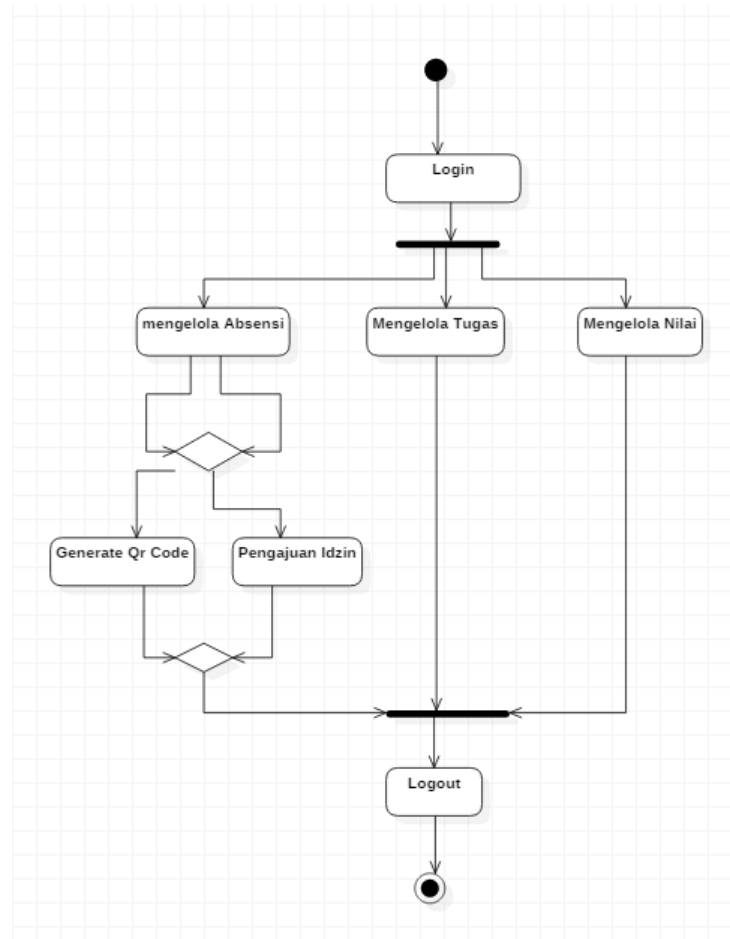 Login
mengelola Absensi
Mengelola Tugas
Mengelola Nilai
Generate Qr Code
Pengajuan Idzin
Logout